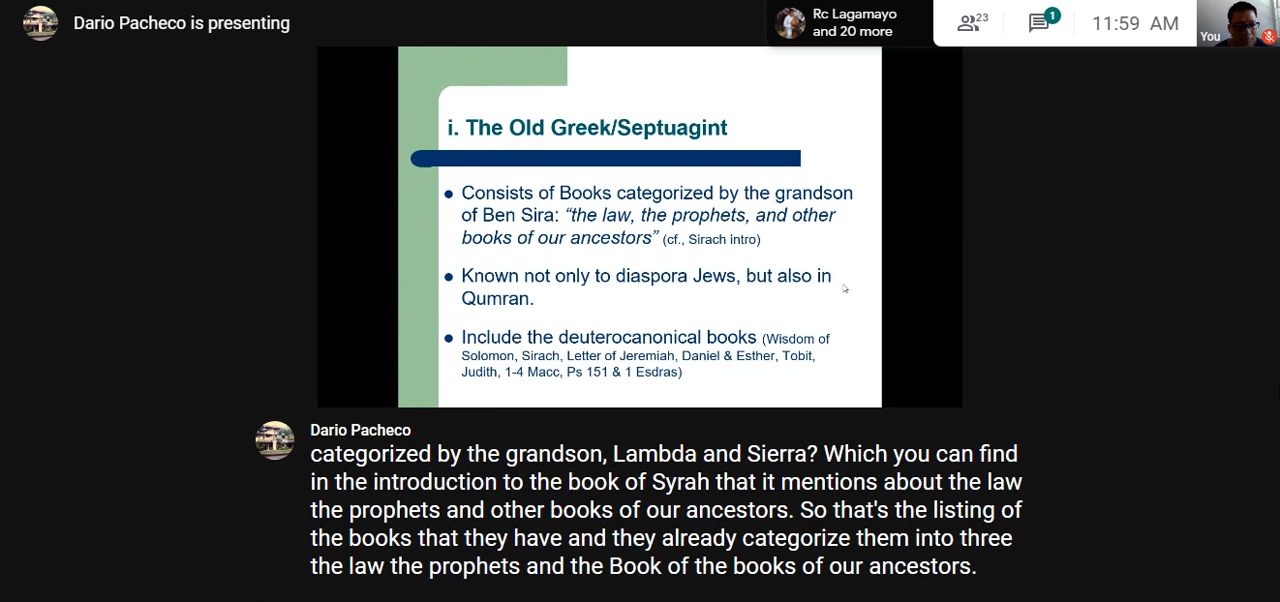 Dario Pacheco is presenting
Rc Lagamayo
and 20 more
23
1
11:59 AM
You
i. The Old Greek/Septuagint
● Consists of Books categorized by the grandson
of Ben Sira: “the law, the prophets, and other
books of our ancestors” (cf., Sirach intro)
● Known not only to diaspora Jews, but also in
Qumran.
● Include the deuterocanonical books (Wisdom of
Solomon, Sirach, Letter of Jeremiah, Daniel & Esther, Tobit,
Judith, 1-4 Macc, Ps 151 & 1 Esdras)
Dario Pacheco
categorized by the grandson, Lambda and Sierra? Which you can find
in the introduction to the book of Syrah that it mentions about the law
the prophets and other books of our ancestors. So that's the listing of
the books that they have and they already categorize them into three
the law the prophets and the Book of the books of our ancestors.